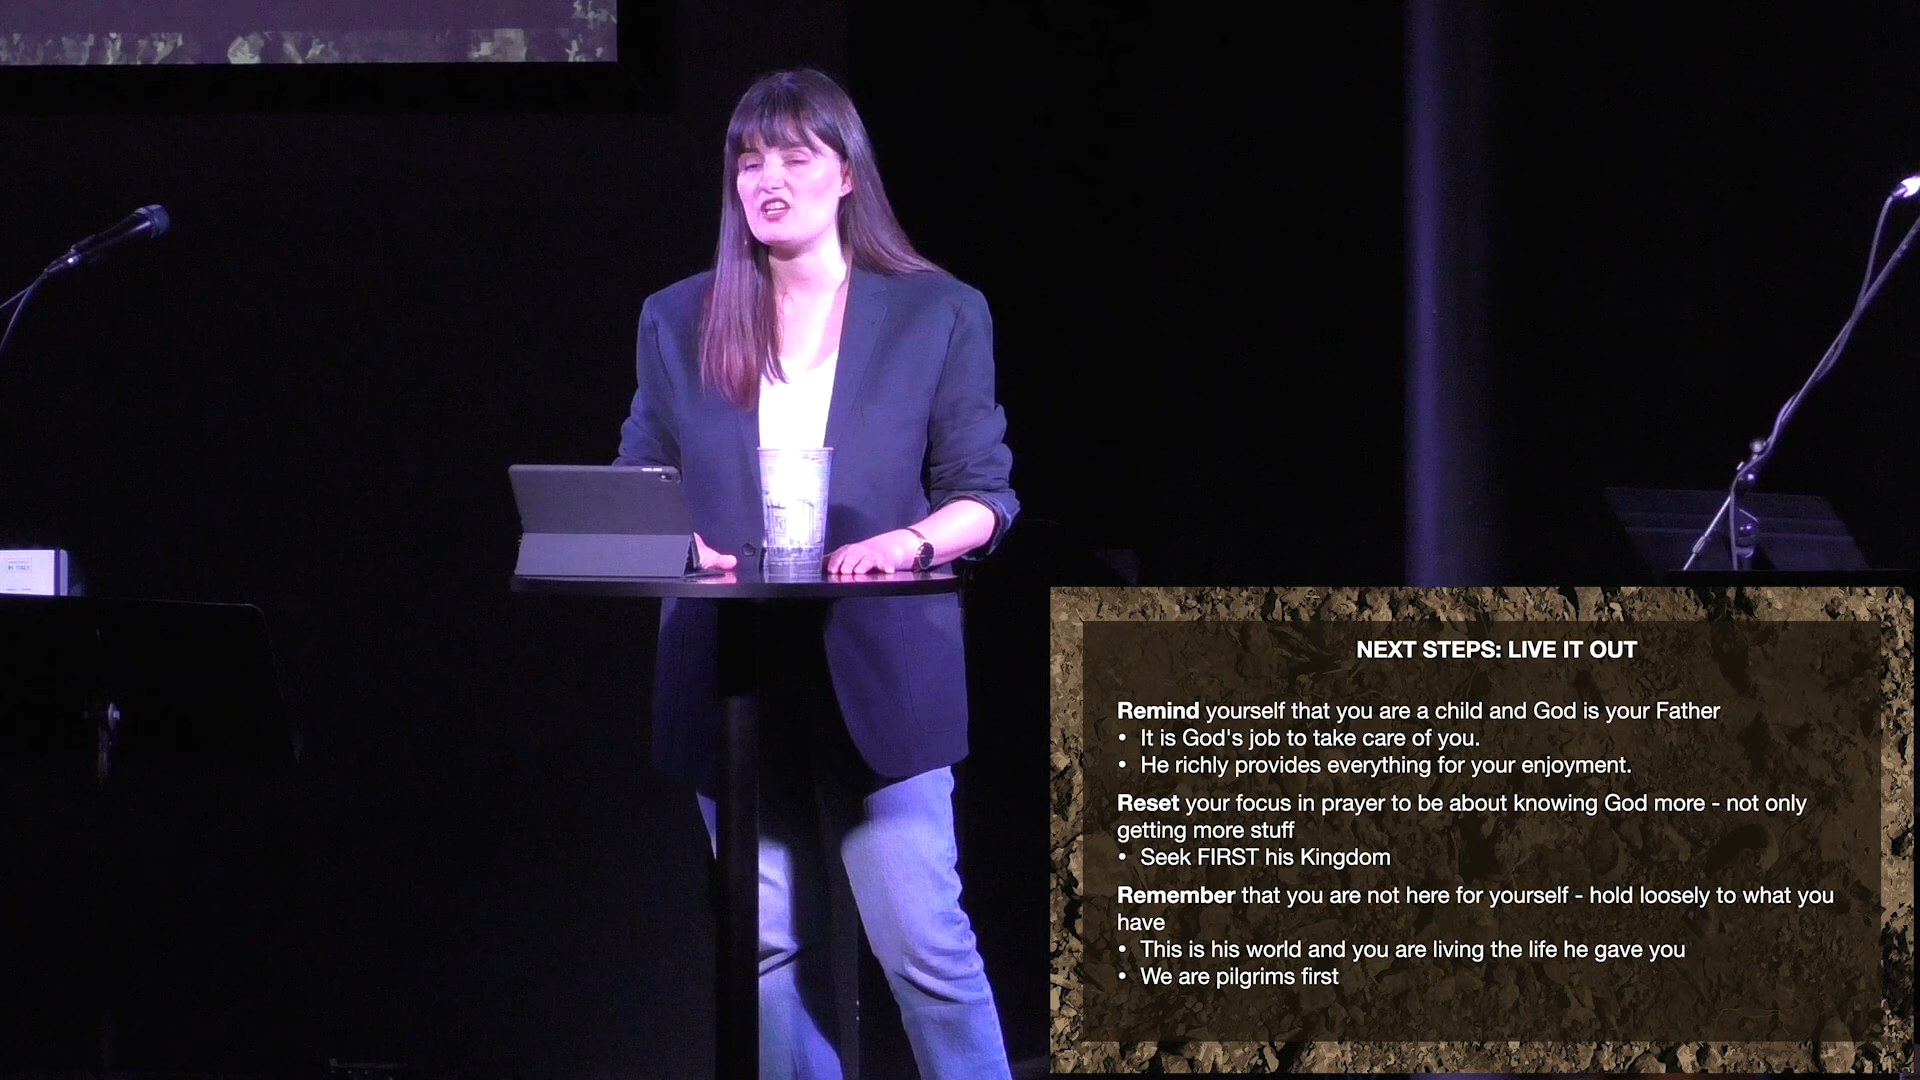 IN ITALY
NEXT STEPS: LIVE IT OUT
Remind yourself that you are a child and God is your Father
• It is God's job to take care of you.
• He richly provides everything for your enjoyment.
Reset your focus in prayer to be about knowing God more - not only
getting more stuff
• Seek FIRST his Kingdom
Remember that you are not here for yourself - hold loosely to what you
have
• This is his world and you are living the life he gave you
• We are pilgrims first